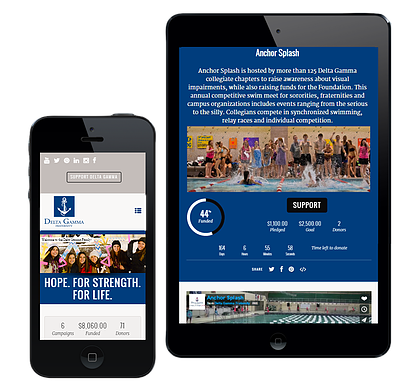 SUPPORT DELTA GAMMA
DELTA GAMMA
HOPE. FOR STRENGTH.
FOR LIFE.
6
Campaigns
$8,060.00
Funded
71
Donors
Anchor Splash
Anchor Splash is hosted by more than 125 Delta Gamma
collegiate chapters to raise awareness about visual
impairments, while also raising funds for the Foundation. This
annual competitive swim meet for sororities, fraternities and
campus organizations includes events ranging from the serious
to the silly. Collegians compete in synchronized swimming,
relay races and individual competition.
44%
Funded
SUPPORT
$1,100.00
Pledged
$2,500.00
Goal
2
Donors
164
Days
6
Hours
55
Minutes
58
Seconds
Time left to donate
SHARE
Anchor Splash